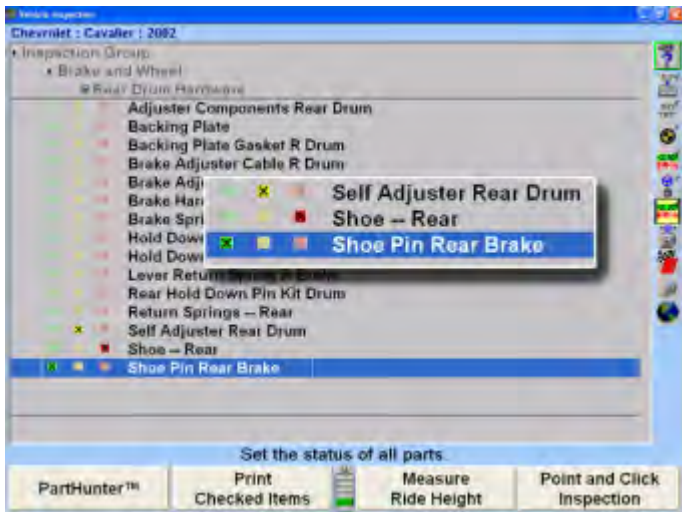 Vehicle Inspection
Chevrolet : Cavalier : 2002
Inspection Group
Brake and Wheel
Rear Drum Hardware
Adjuster Components Rear Drum
Backing Plate
Backing Plate Gasket R Drum
Brake Adjuster Cable R Drum
Brake Adj
Brake Har
Brake Spri
Hold Down
Hold Down
Lever Return
Rear Hold Down Pin Kit Drum
Return Springs -- Rear
Self Adjuster Rear Drum
Shoe -- Rear
Shoe Pin Rear Brake
Self Adjuster Rear Drum
Shoe -- Rear
Shoe Pin Rear Brake
Set the status of all parts.
PartHunter™
Print
Checked Items
Measure
Ride Height
Point and Click
Inspection